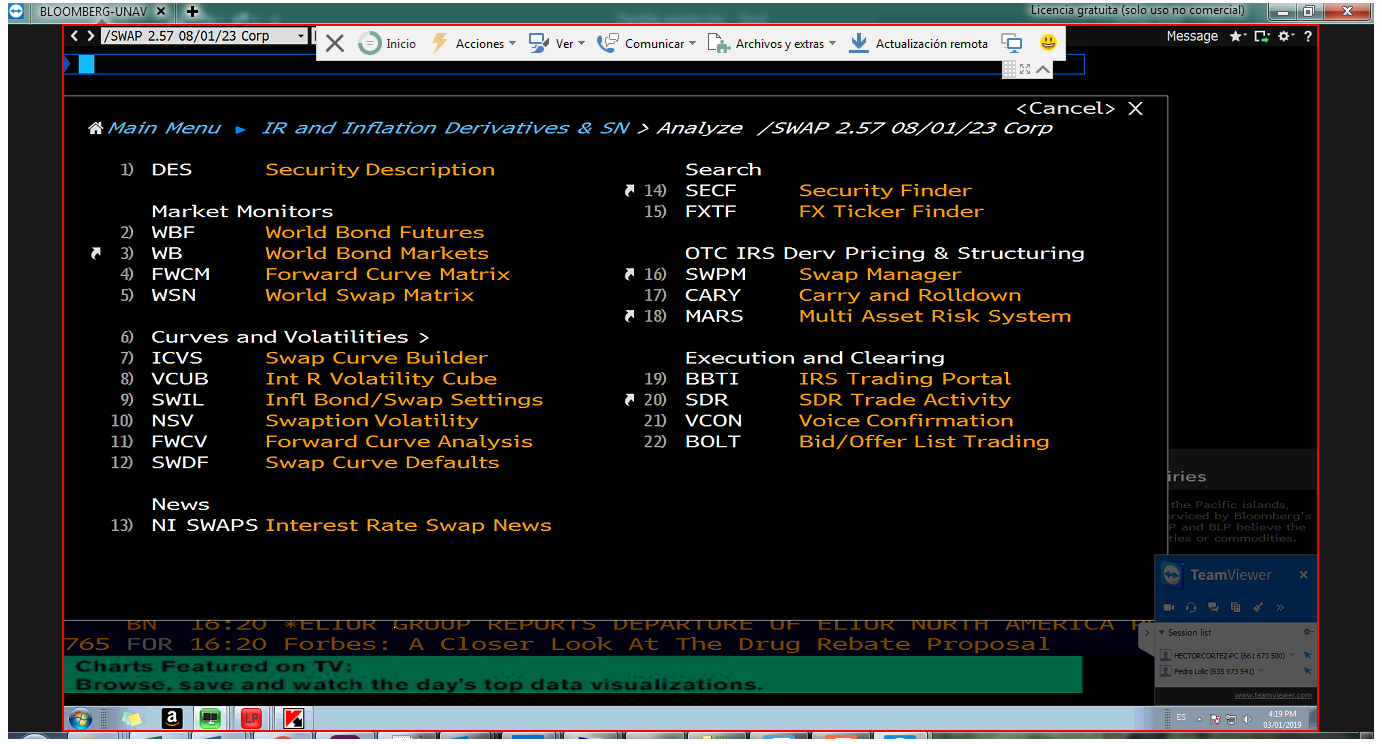 BLOOMBERG-UNAV
Licencia gratuita (solo uso no comercial)
/SWAP 2.57 08/01/23 Corp
Inicio
Acciones
Ver
Comunicar
Archivos y extras
Actualización remota
Message
<Cancel> X
Main Menu ► IR and Inflation Derivatives & SN > Analyze /SWAP 2.57 08/01/23 Corp
1) DES Security Description
Market Monitors
2) WBF World Bond Futures
3) WB World Bond Markets
4) FWCM Forward Curve Matrix
5) WSN World Swap Matrix
6) Curves and Volatilities >
7) ICVS Swap Curve Builder
8) VCUB Int R Volatility Cube
9) SWIL Infl Bond/Swap Settings
10) NSV Swaption Volatility
11) FWCV Forward Curve Analysis
12) SWDF Swap Curve Defaults
News
13) NI SWAPS Interest Rate Swap News
Search
14) SECF Security Finder
15) FXTF FX Ticker Finder
OTC IRS Derv Pricing & Structuring
16) SWPM Swap Manager
17) CARY Carry and Rolldown
18) MARS Multi Asset Risk System
Execution and Clearing
19) BBTI IRS Trading Portal
20) SDR SDR Trade Activity
21) VCON Voice Confirmation
22) BOLT Bid/Offer List Trading
iries
the Pacific islands,
erviced by Bloomberg's
P and BLP believe the
ties or commodities.
TeamViewer
Session list
HECTORCORTEZ-PC (661 673 500)
Pedro Lolic (635 973 541)
www.teamviewer.com
BN 16:20 *ELIOR GROUP REPORTS DEPARTURE OF ELIOR NORTH AMERICA
765 FOR 16:20 Forbes: A Closer Look At The Drug Rebate Proposal
Charts Featured on TV:
Browse, save and watch the day's top data visualizations.
a
LP
ES
4:19 PM
03/01/2019